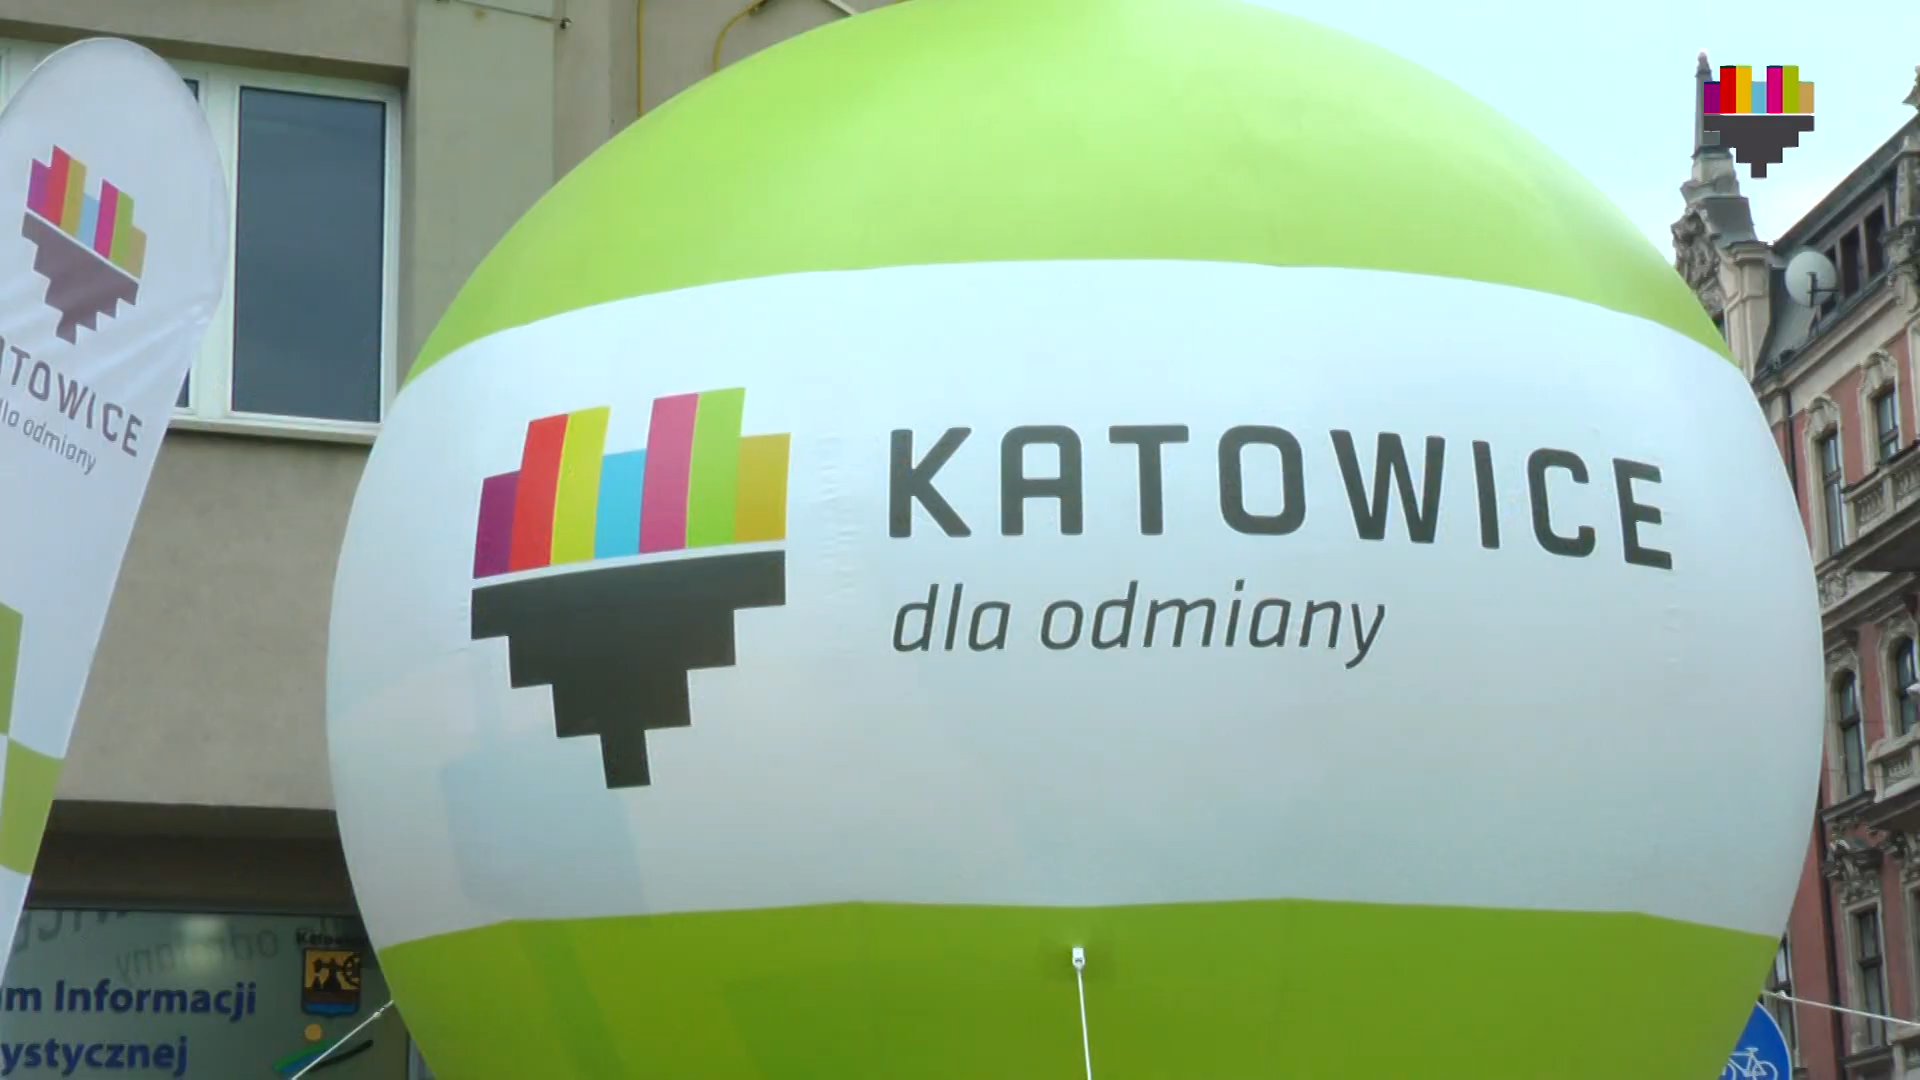 KATOWICE
dla odmiany
ATOWICE
dla odmiany
m Informacji
ystycznej